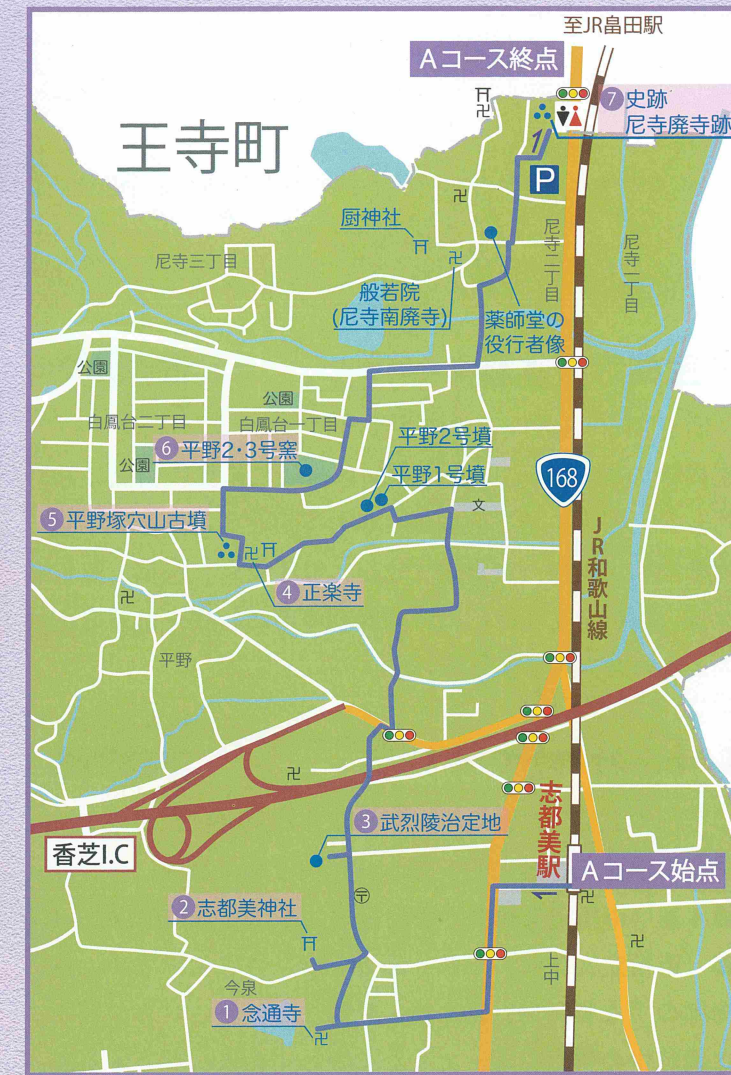 至JR畠田駅
Aコース終点
7 史跡
尼寺廃寺跡
王寺町
P
厨神社
尼寺二丁目
尼寺一丁目
尼寺三丁目
般若院
(尼寺南廃寺)
薬師堂の
役行者像
公園
公園
白鳳台二丁目
白鳳台一丁目
平野2号墳
6 平野2・3号窯
公園
平野1号墳
168
文
5 平野塚穴山古墳
JR和歌山線
4 正楽寺
平野
志都美駅
3 武烈陵治定地
香芝I.C
Aコース始点
2 志都美神社
上中
今泉
1 念通寺